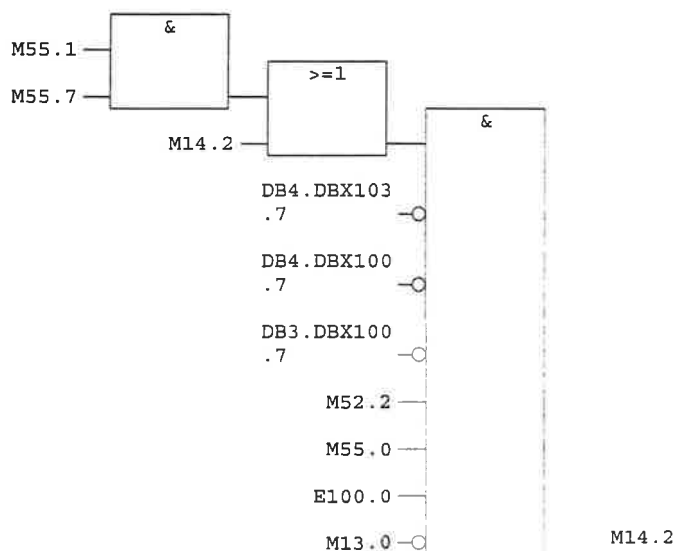 &
M55.1
>=1
M55.7
&
M14.2
DB4.DBX103
.7
DB4.DBX100
.7
DB3.DBX100
.7
M52.2
M55.0
E100.0
M13.0
M14.2